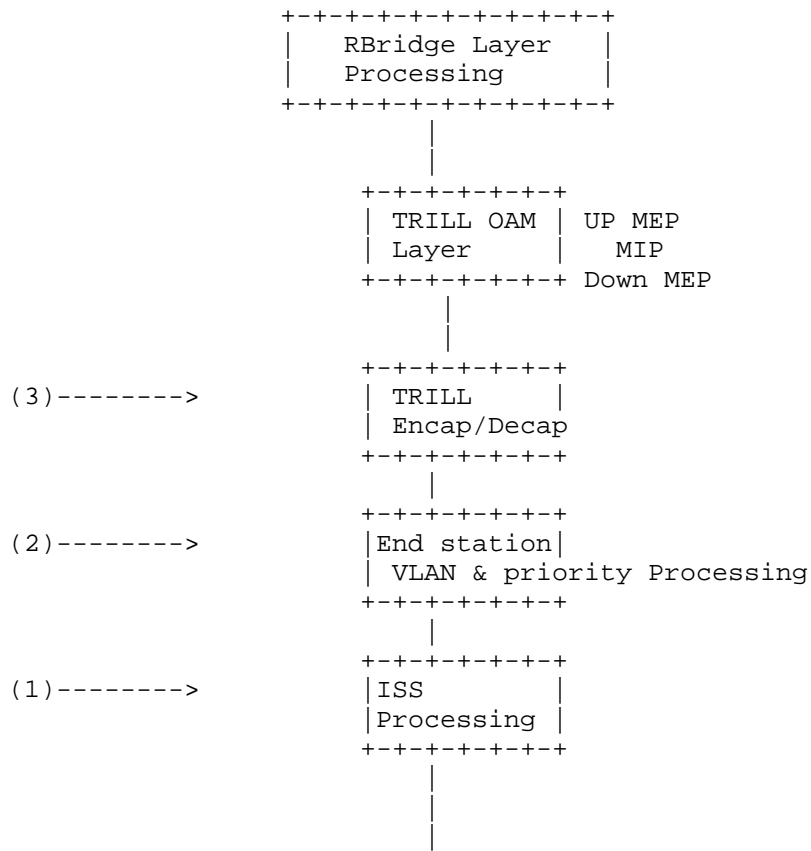 +-+-+-+-+-+-+-+-+-+-+
|   RBridge Layer   |
|   Processing      |
+-+-+-+-+-+-+-+-+-+-+
|
|
+-+-+-+-+-+-+
| TRILL OAM | UP MEP
| Layer     |   MIP
+-+-+-+-+-+-+ Down MEP
|
|
+-+-+-+-+-+-+
(3)--------> | TRILL     |
| Encap/Decap
+-+-+-+-+-+-+
|
+-+-+-+-+-+-+
(2)--------> |End station|
| VLAN & priority Processing
+-+-+-+-+-+-+
|
+-+-+-+-+-+-+
(1)--------> |ISS        |
|Processing |
+-+-+-+-+-+-+
|
|
|